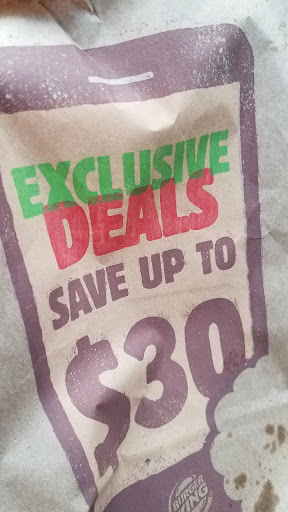 EXCLUSIVE
DEALS
SAVE UP TO
$30
BURGER
KING